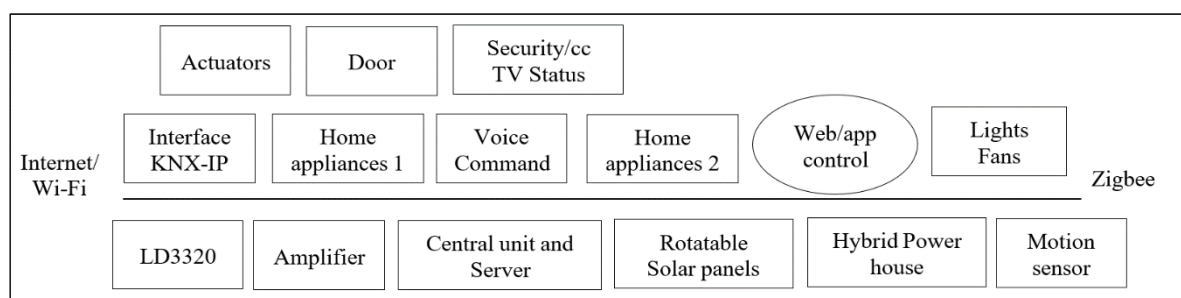 Actuators
Door
Security/cc
TV Status
Internet/
Wi-Fi
Interface
KNX-IP
Home
appliances 1
Voice
Command
Home
appliances 2
Web/app
control
Lights
Fans
Zigbee
LD3320
Amplifier
Central unit and
Server
Rotatable
Solar panels
Hybrid Power
house
Motion
sensor